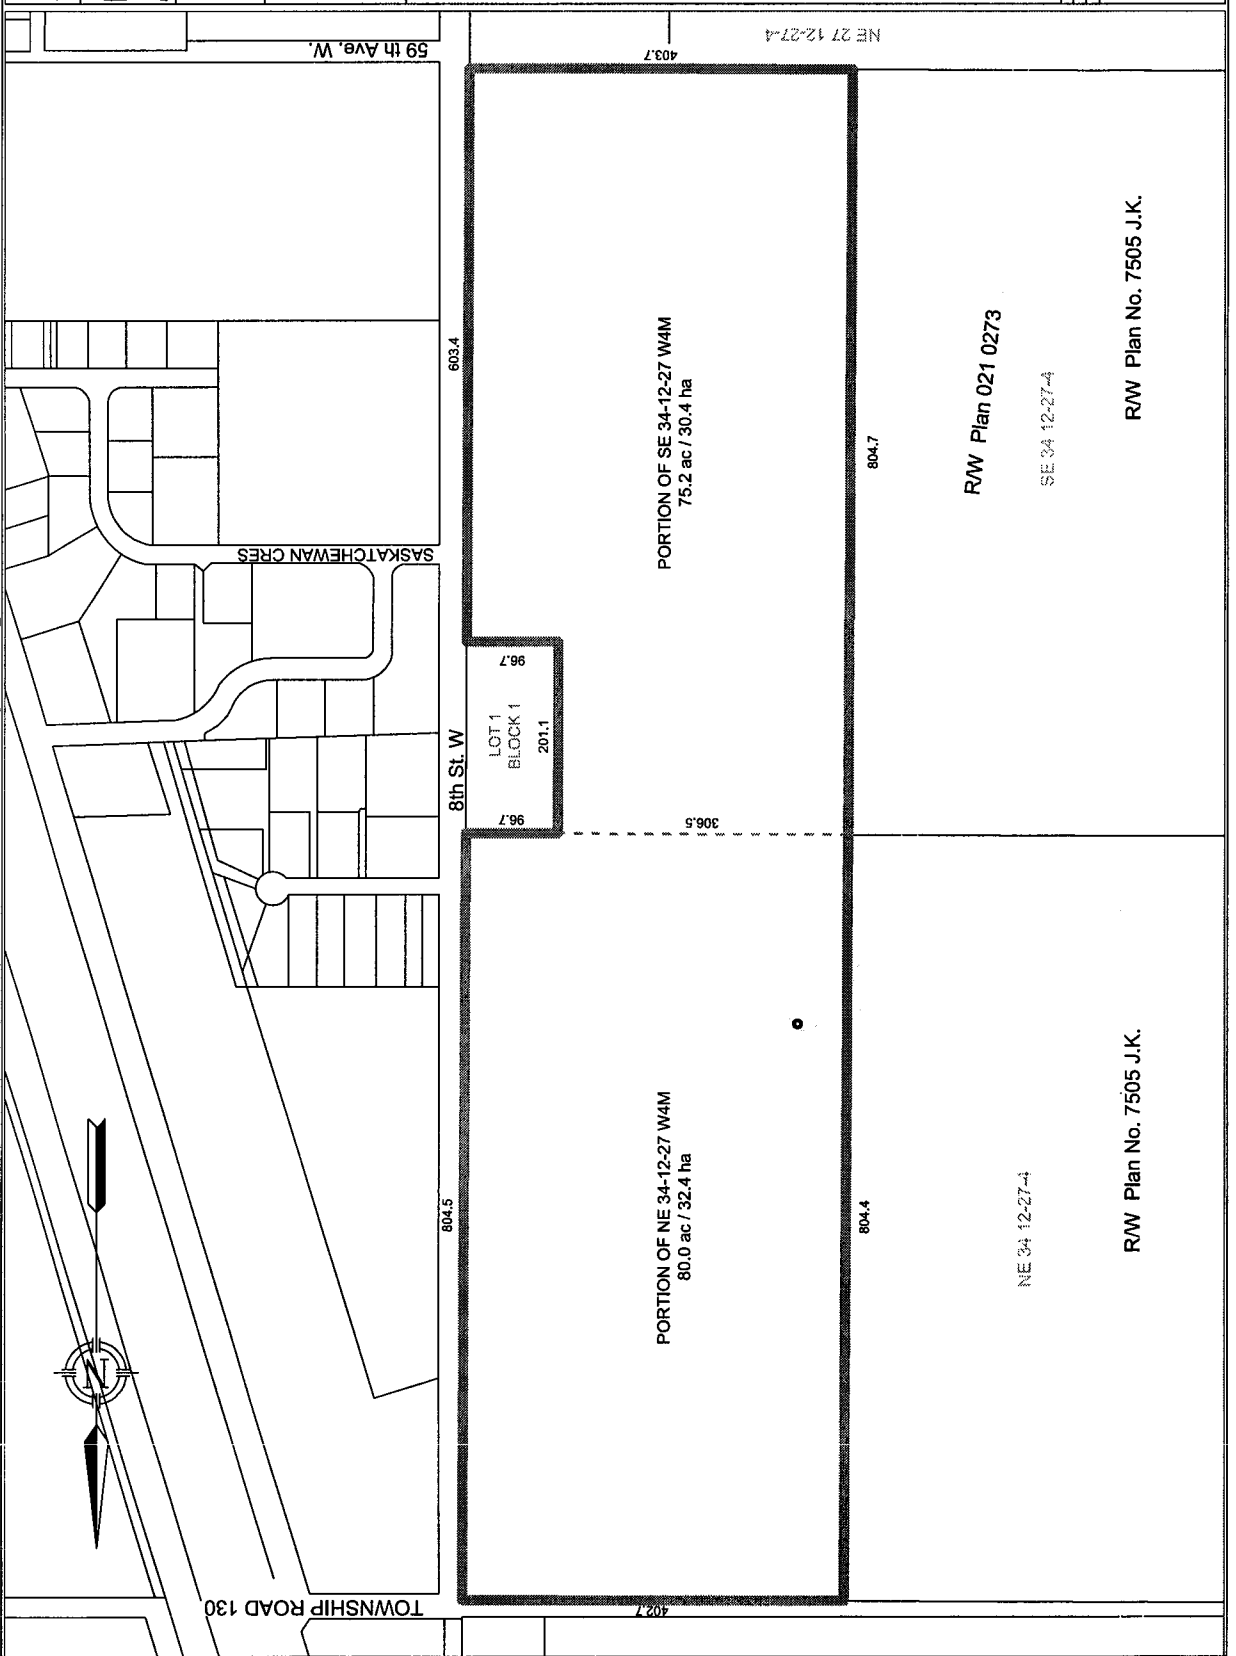 59 th Ave. W.
403.7
NE 27 12-27-4
603.4
PORTION OF SE 34-12-27 W4M
75.2 ac / 30.4 ha
804.7
R/W Plan 021 0273
SE 34 12-27-4
R/W Plan No. 7505 J.K.
SASKATCHEWAN CRES
96.7
8th St. W
LOT 1
BLOCK 1
201.1
96.7
306.5
N
804.5
PORTION OF NE 34-12-27 W4M
80.0 ac / 32.4 ha
804.4
NE 34 12-27-4
R/W Plan No. 7505 J.K.
TOWNSHIP ROAD 130
402.7